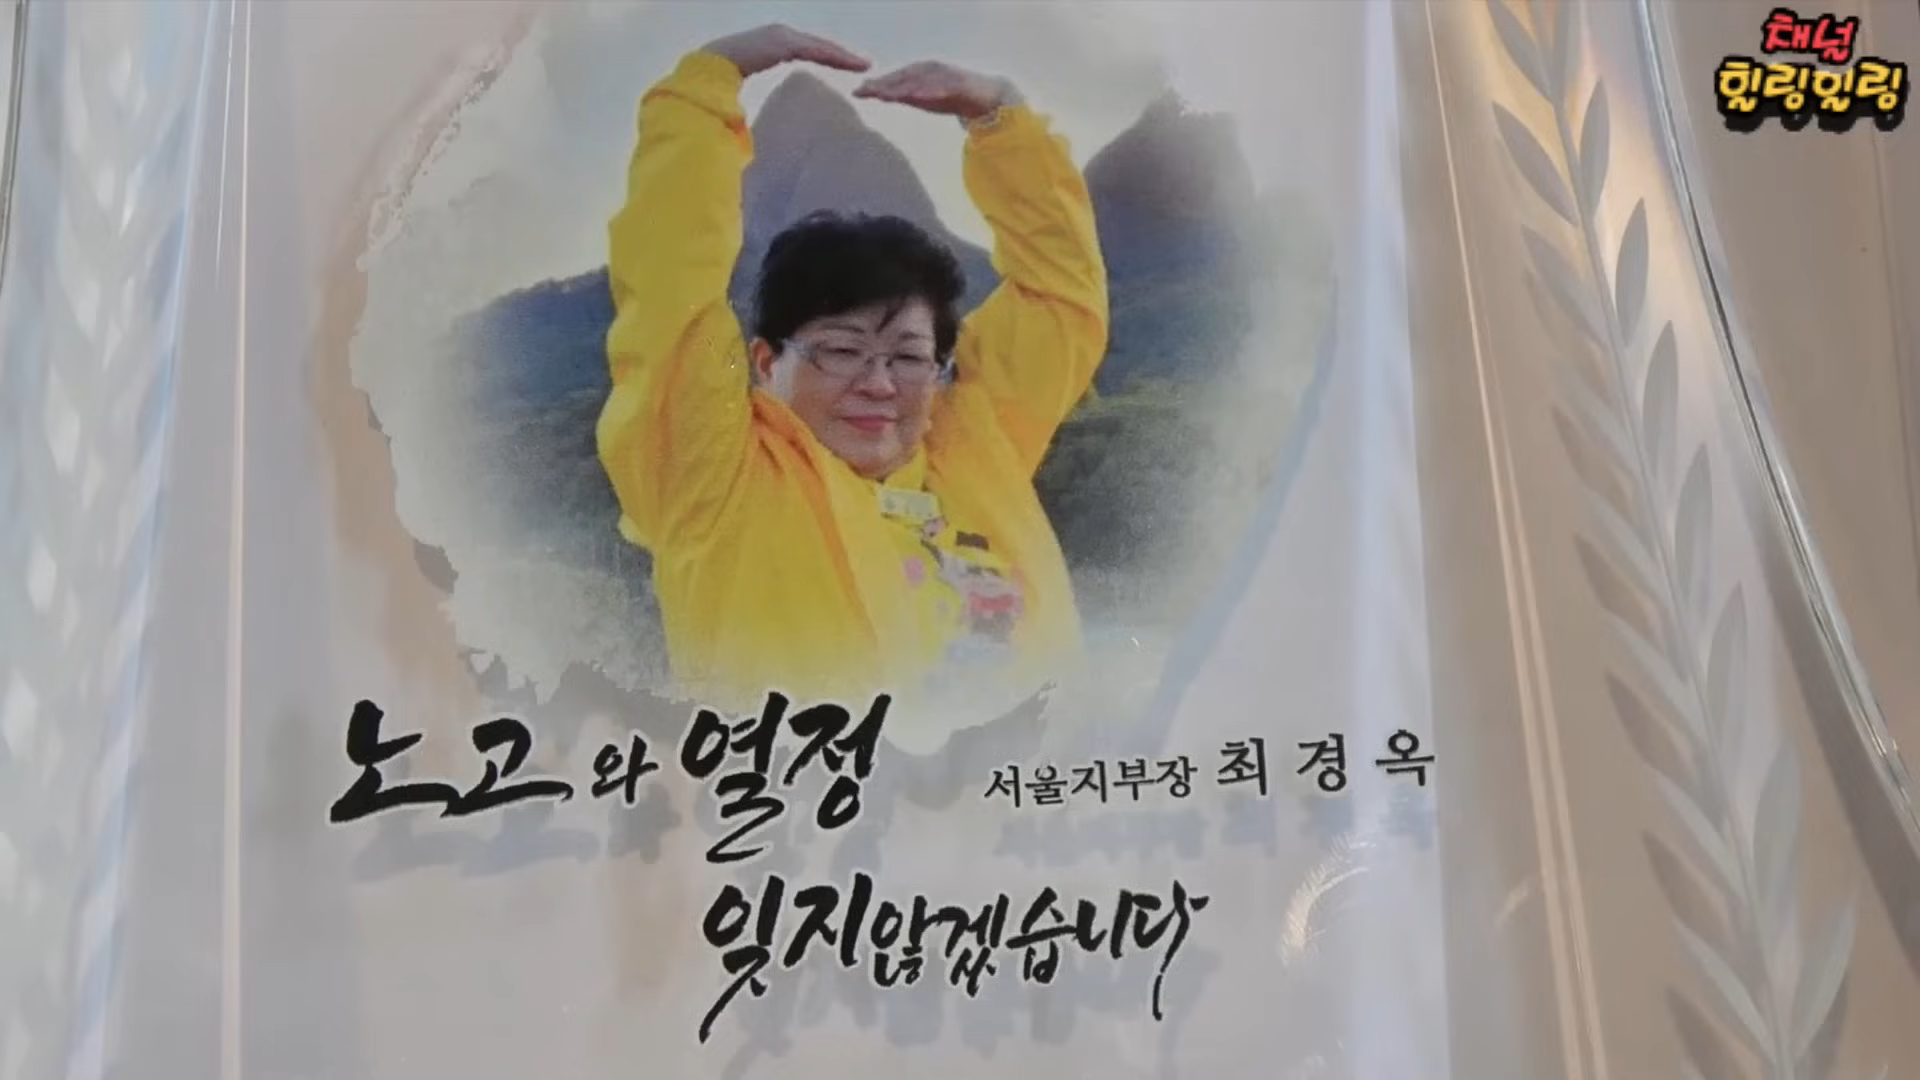 채널
힐링힐링
노고와 열정 서울지부장 최경옥
잊지않겠습니다